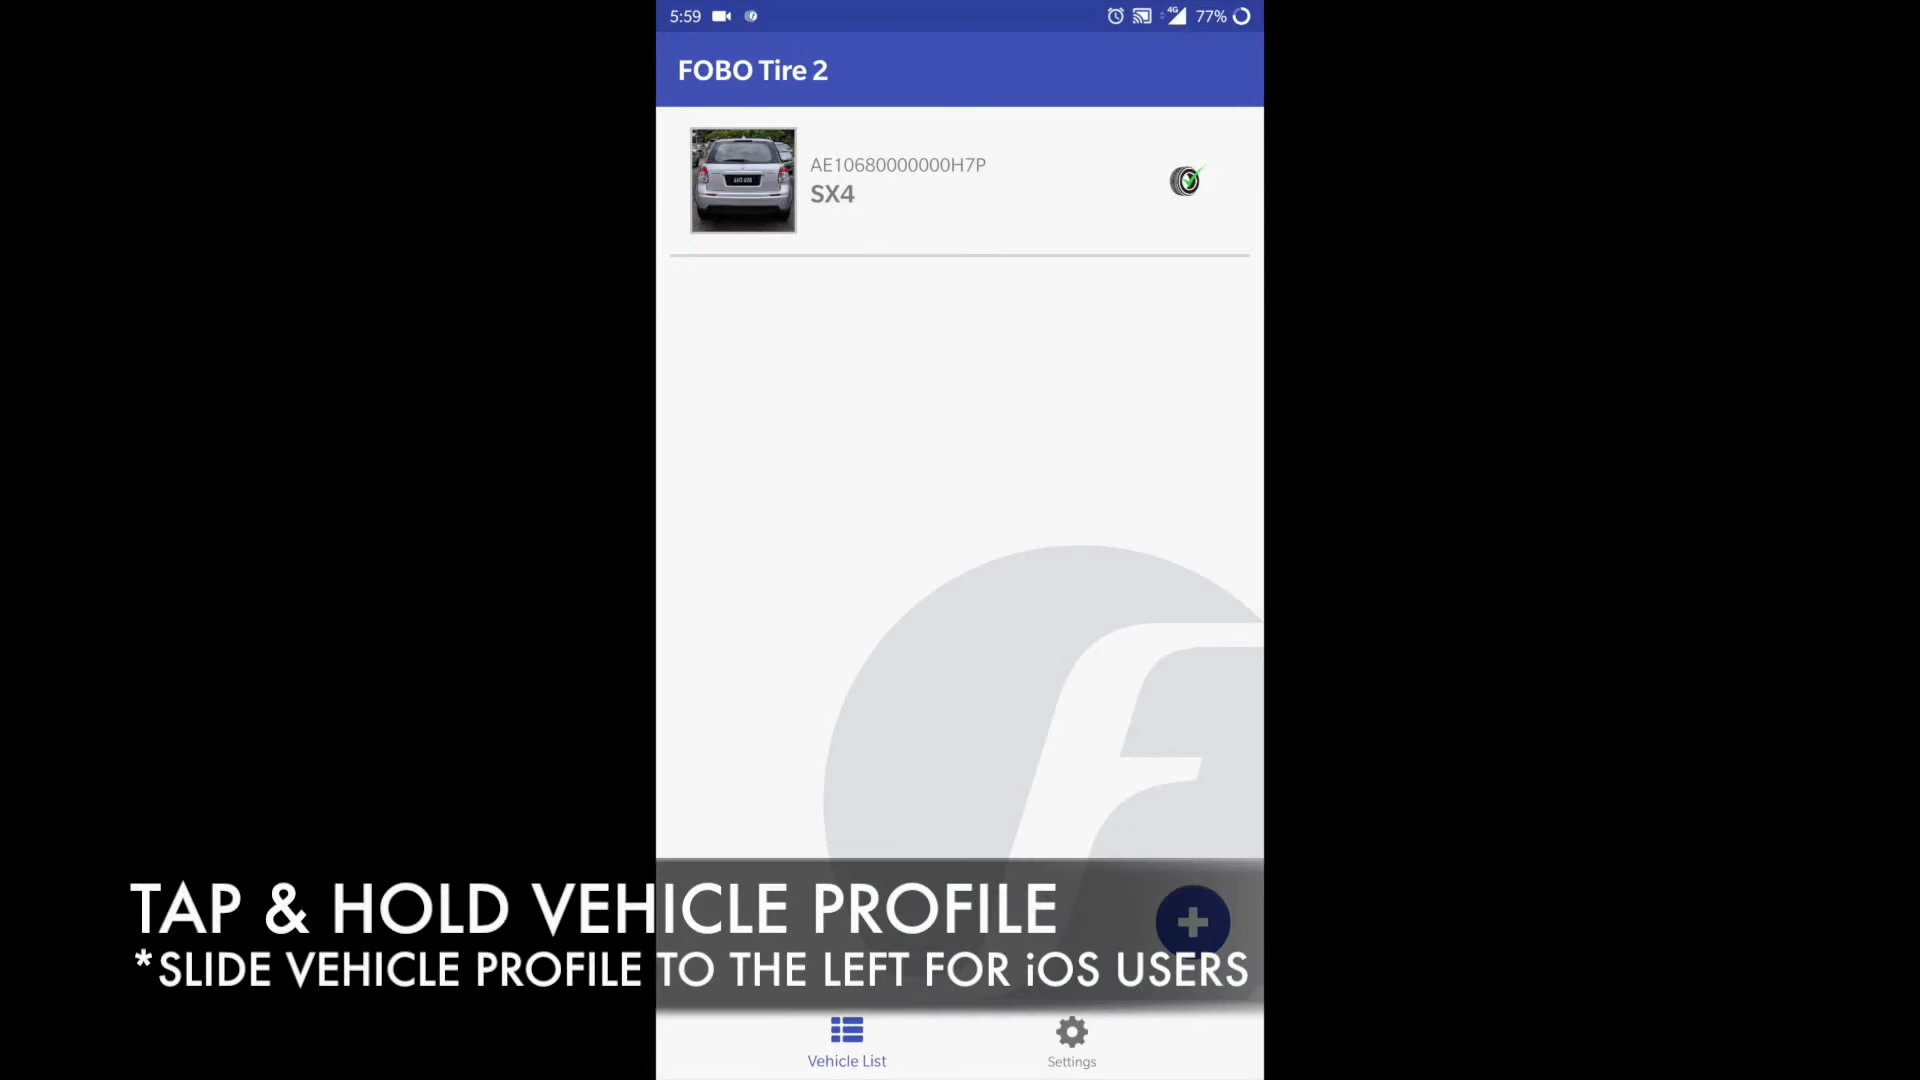 5:59 4G 77%
FOBO Tire 2
AE10680000000H7P
SX4
TAP & HOLD VEHICLE PROFILE
*SLIDE VEHICLE PROFILE TO THE LEFT FOR iOS USERS
Vehicle List
Settings